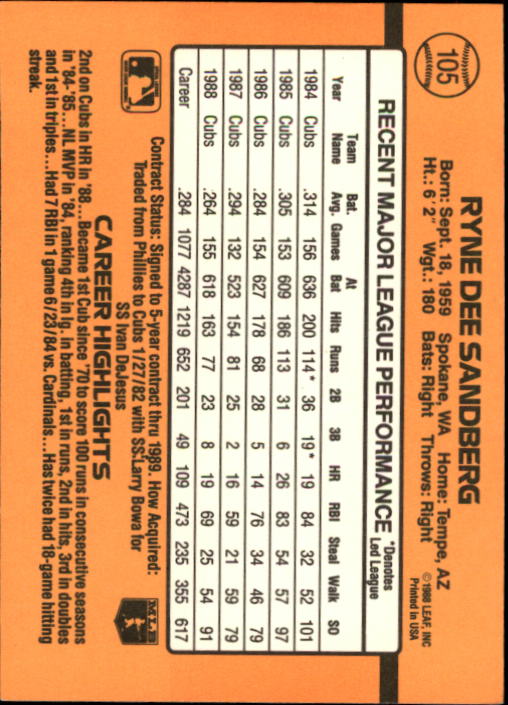 105
RYNE DEE SANDBERG
Born: Sept. 18, 1959 Spokane, WA Home: Tempe, AZ
Ht.: 6'2" Wgt.: 180 Bats: Right Throws: Right
©1988 LEAF, INC
Printed in USA
RECENT MAJOR LEAGUE PERFORMANCE *Denotes Led League
Year Team Name Bat. Avg. Games At Bat Hits Runs 2B 3B HR RBI Steal Walk SO
1984 Cubs .314 156 636 200 114* 36 19* 19 84 32 52 101
1985 Cubs .305 153 609 186 113 31 6 26 83 54 57 97
1986 Cubs .284 154 627 178 68 28 5 14 76 34 46 79
1987 Cubs .294 132 523 154 81 25 2 16 59 21 59 79
1988 Cubs .264 155 618 163 77 23 8 19 69 25 54 91
Career .284 1077 4287 1219 652 201 49 109 473 235 355 617
Contract Status: Signed to 5-year contract thru 1989. How Acquired:
Traded from Phillies to Cubs 1/27/82 with SS Larry Bowa for
SS Ivan DeJesus
MLB
CAREER HIGHLIGHTS
2nd on Cubs in HR in '88...Became 1st Cub since '70 to score 100 runs in consecutive seasons
in '84-'85...NL MVP in '84, ranking 4th in lg. in batting, 1st in runs, 2nd in hits, 3rd in doubles
and 1st in triples...Had 7 RBI in 1 game 6/23/84 vs. Cardinals...Has twice had 18-game hitting
streak.